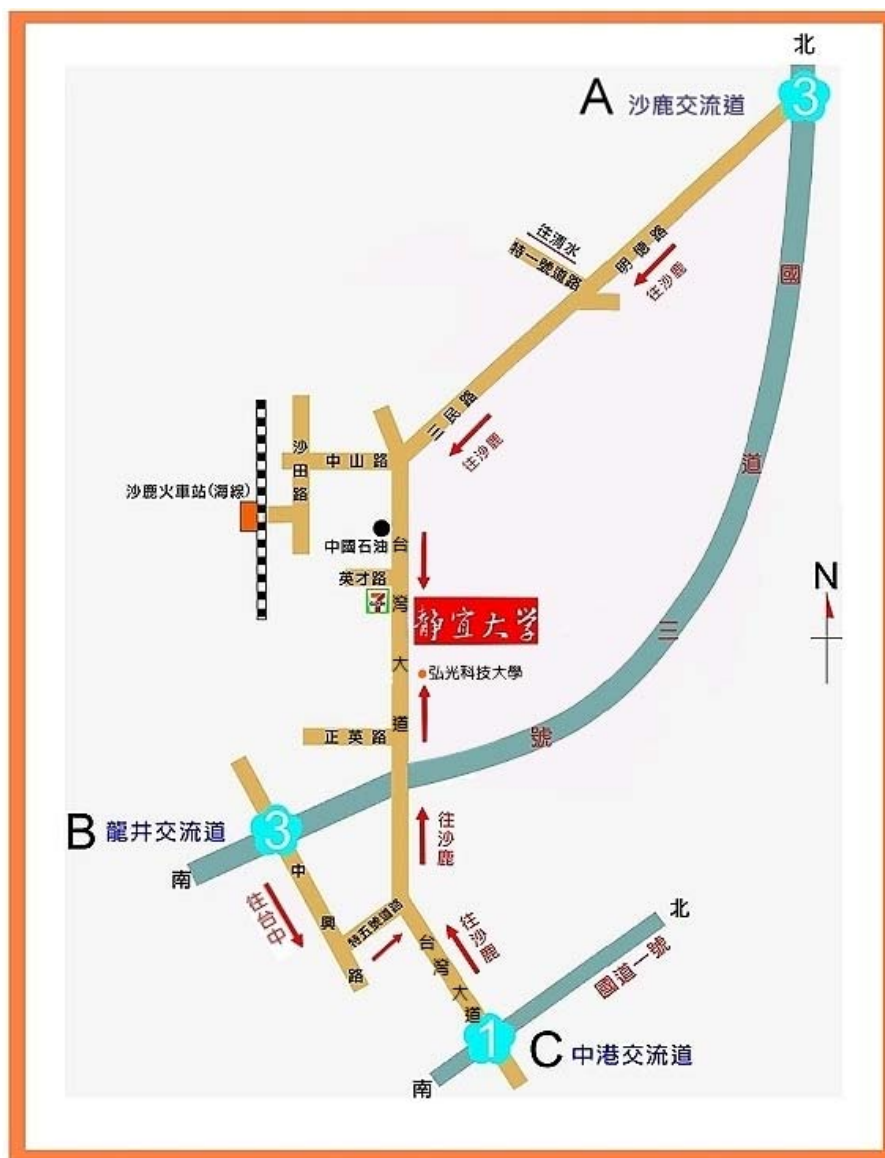 北
A 沙鹿交流道
3
往清水
特一號道路
明德路
往沙鹿
國
三民路
往沙鹿
沙田路
中山路
道
沙鹿火車站(海線)
中國石油
台
英才路
7
灣
靜宜大学
N
三
大
弘光科技大學
道
正英路
號
B 龍井交流道
3
南
往沙鹿
中興路
往台中
特五號道路
往沙鹿
台灣大道
北
國道一號
1
C 中港交流道
南